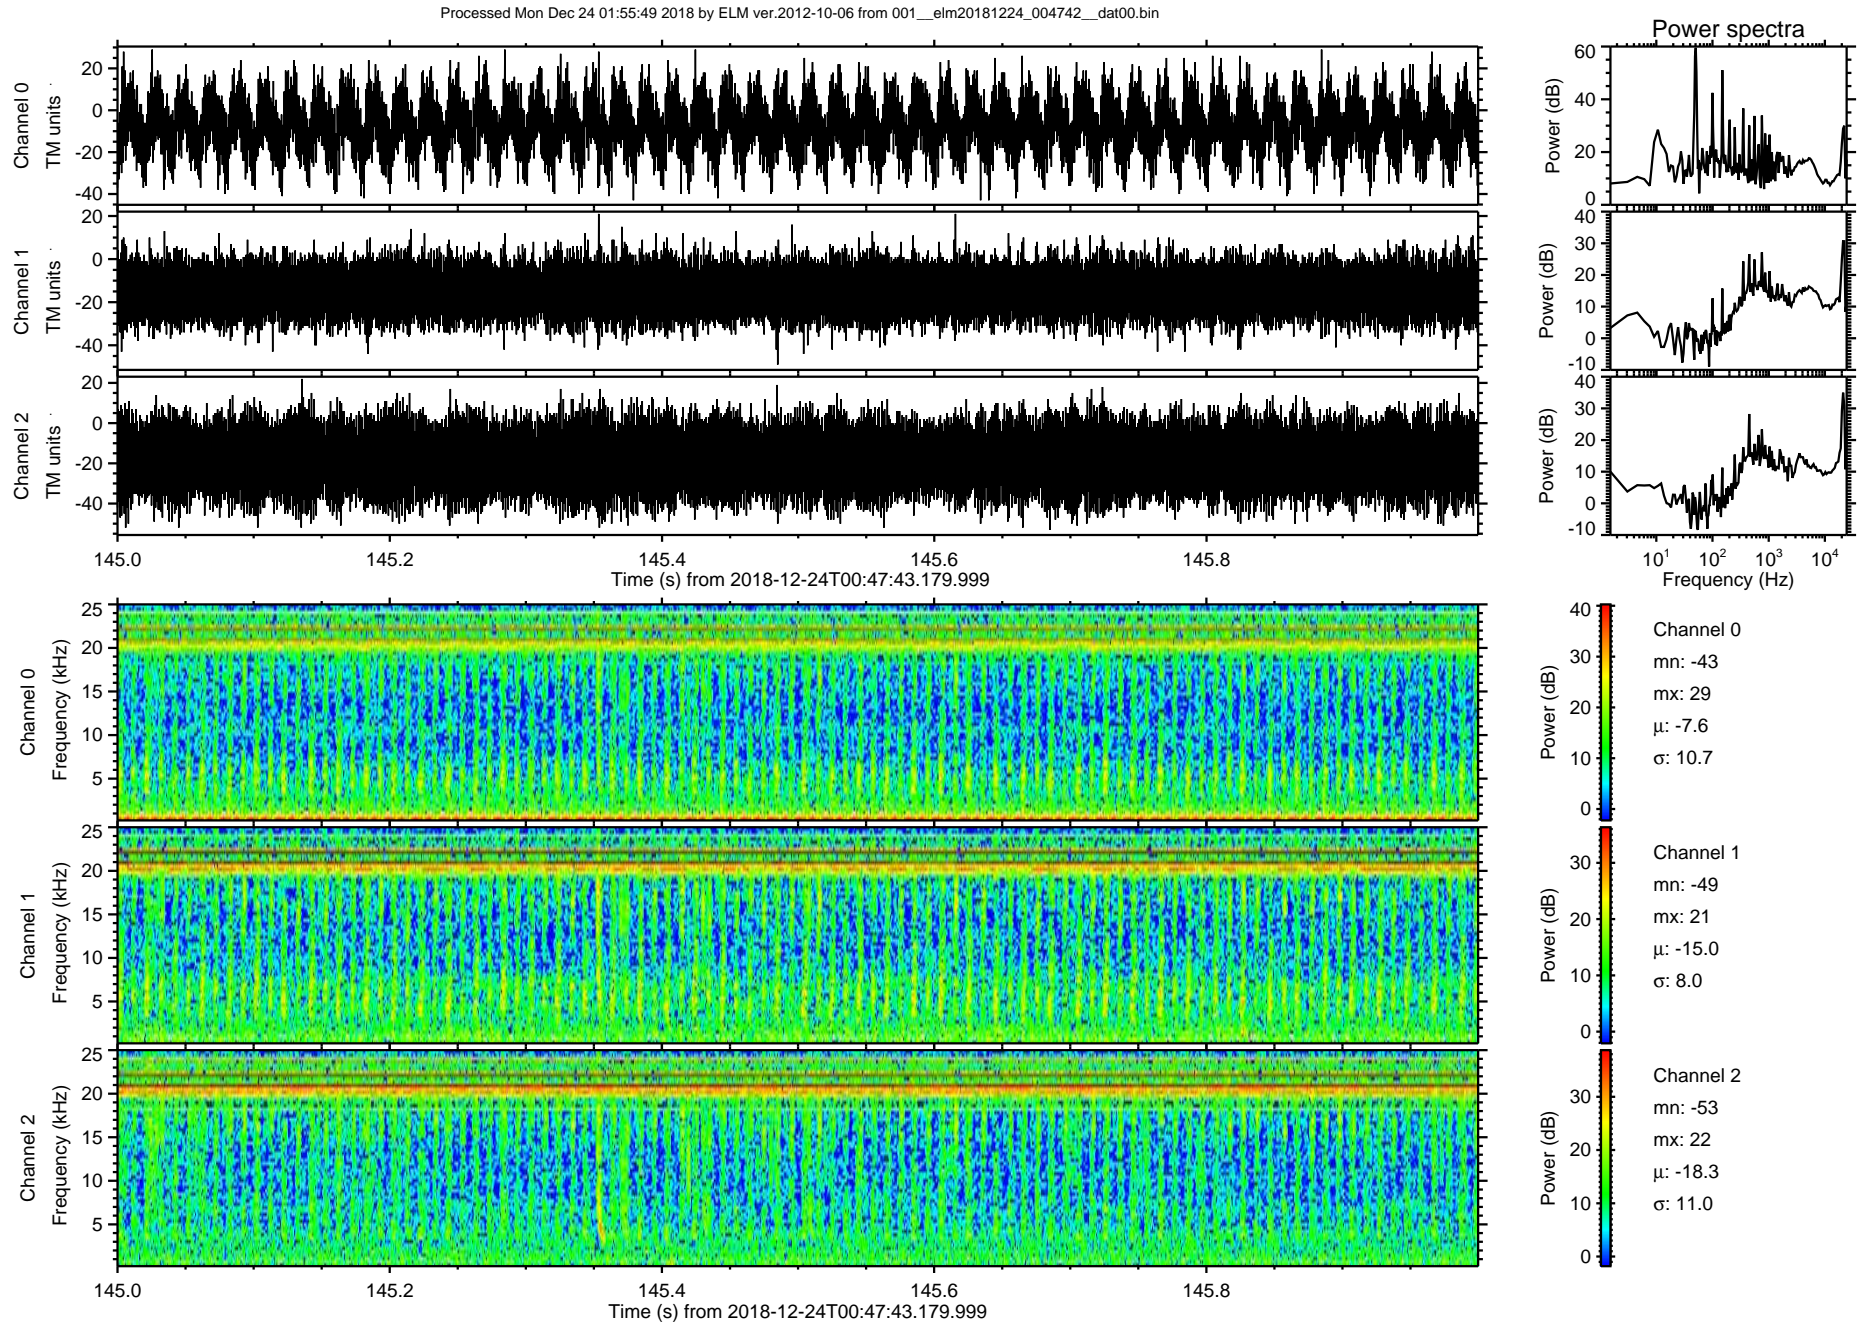 Processed Mon Dec 24 01:55:49 2018 by ELM ver.2012-10-06 from 001__elm20181224_004742__dat00.bin
Power spectra
Channel 0
TM units
20
0
-20
-40
Power (dB)
60
40
20
0
Channel 1
TM units
20
0
-20
-40
Power (dB)
40
30
20
10
0
-10
Channel 2
TM units
20
0
-20
-40
Power (dB)
40
30
20
10
0
-10
145.0 145.2 145.4 145.6 145.8
Time (s) from 2018-12-24T00:47:43.179.999
10¹ 10² 10³ 10⁴
Frequency (Hz)
Channel 0
Frequency (kHz)
25
20
15
10
5
Power (dB)
40
30
20
10
0
Channel 0
mn: -43
mx: 29
μ: -7.6
σ: 10.7
Channel 1
Frequency (kHz)
25
20
15
10
5
Power (dB)
30
20
10
0
Channel 1
mn: -49
mx: 21
μ: -15.0
σ: 8.0
Channel 2
Frequency (kHz)
25
20
15
10
5
Power (dB)
30
20
10
0
Channel 2
mn: -53
mx: 22
μ: -18.3
σ: 11.0
145.0 145.2 145.4 145.6 145.8
Time (s) from 2018-12-24T00:47:43.179.999